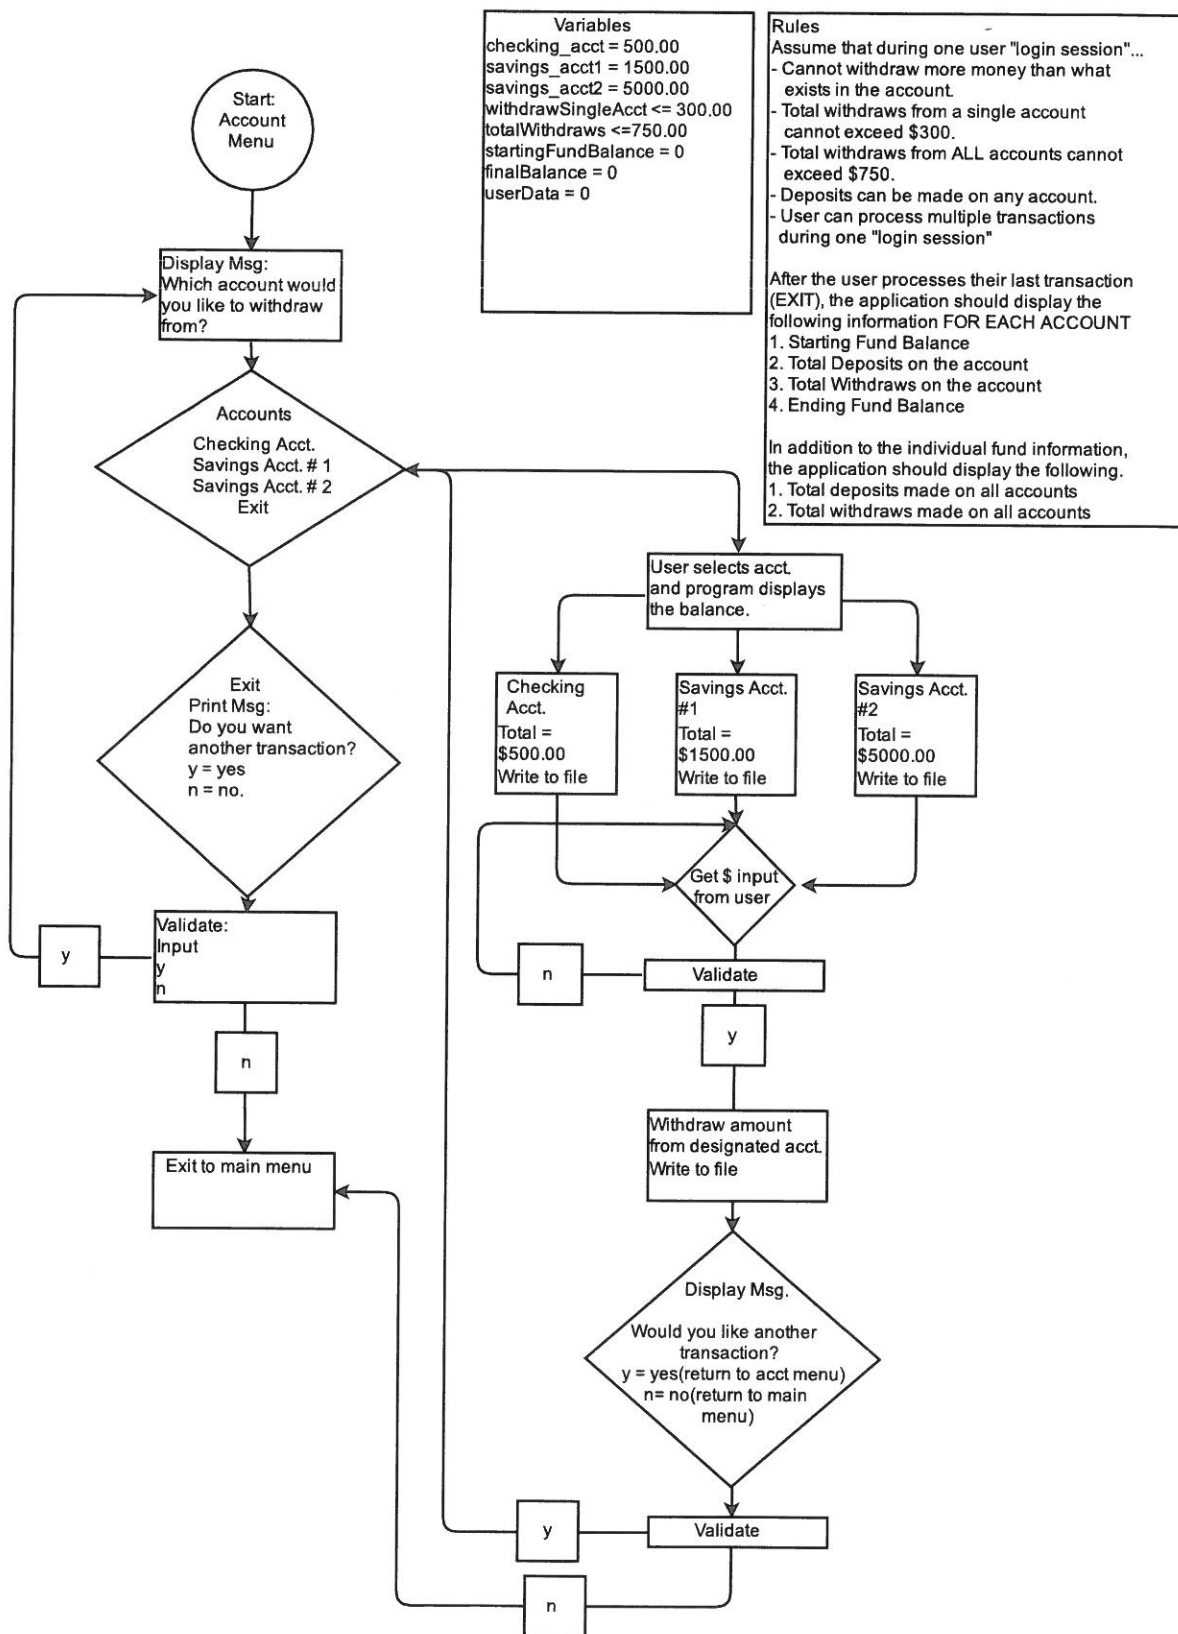 Start:
Account
Menu
Variables
checking_acct = 500.00
savings_acct1 = 1500.00
savings_acct2 = 5000.00
withdrawSingleAcct <= 300.00
totalWithdraws <=750.00
startingFundBalance = 0
finalBalance = 0
userData = 0
Rules
Assume that during one user "login session"...
- Cannot withdraw more money than what
exists in the account.
- Total withdraws from a single account
cannot exceed $300.
- Total withdraws from ALL accounts cannot
exceed $750.
- Deposits can be made on any account.
- User can process multiple transactions
during one "login session"
After the user processes their last transaction
(EXIT), the application should display the
following information FOR EACH ACCOUNT
1. Starting Fund Balance
2. Total Deposits on the account
3. Total Withdraws on the account
4. Ending Fund Balance
In addition to the individual fund information,
the application should display the following.
1. Total deposits made on all accounts
2. Total withdraws made on all accounts
Display Msg:
Which account would
you like to withdraw
from?
Accounts
Checking Acct.
Savings Acct. # 1
Savings Acct. # 2
Exit
User selects acct.
and program displays
the balance.
Exit
Print Msg:
Do you want
another transaction?
y = yes
n = no.
Checking
Acct.
Total =
$500.00
Write to file
Savings Acct.
#1
Total =
$1500.00
Write to file
Savings Acct.
#2
Total =
$5000.00
Write to file
Get $ input
from user
Validate:
Input
y
n
y
n
Validate
n
y
Withdraw amount
from designated acct.
Write to file
Exit to main menu
Display Msg.
Would you like another
transaction?
y = yes(return to acct menu)
n= no(return to main
menu)
y
Validate
n